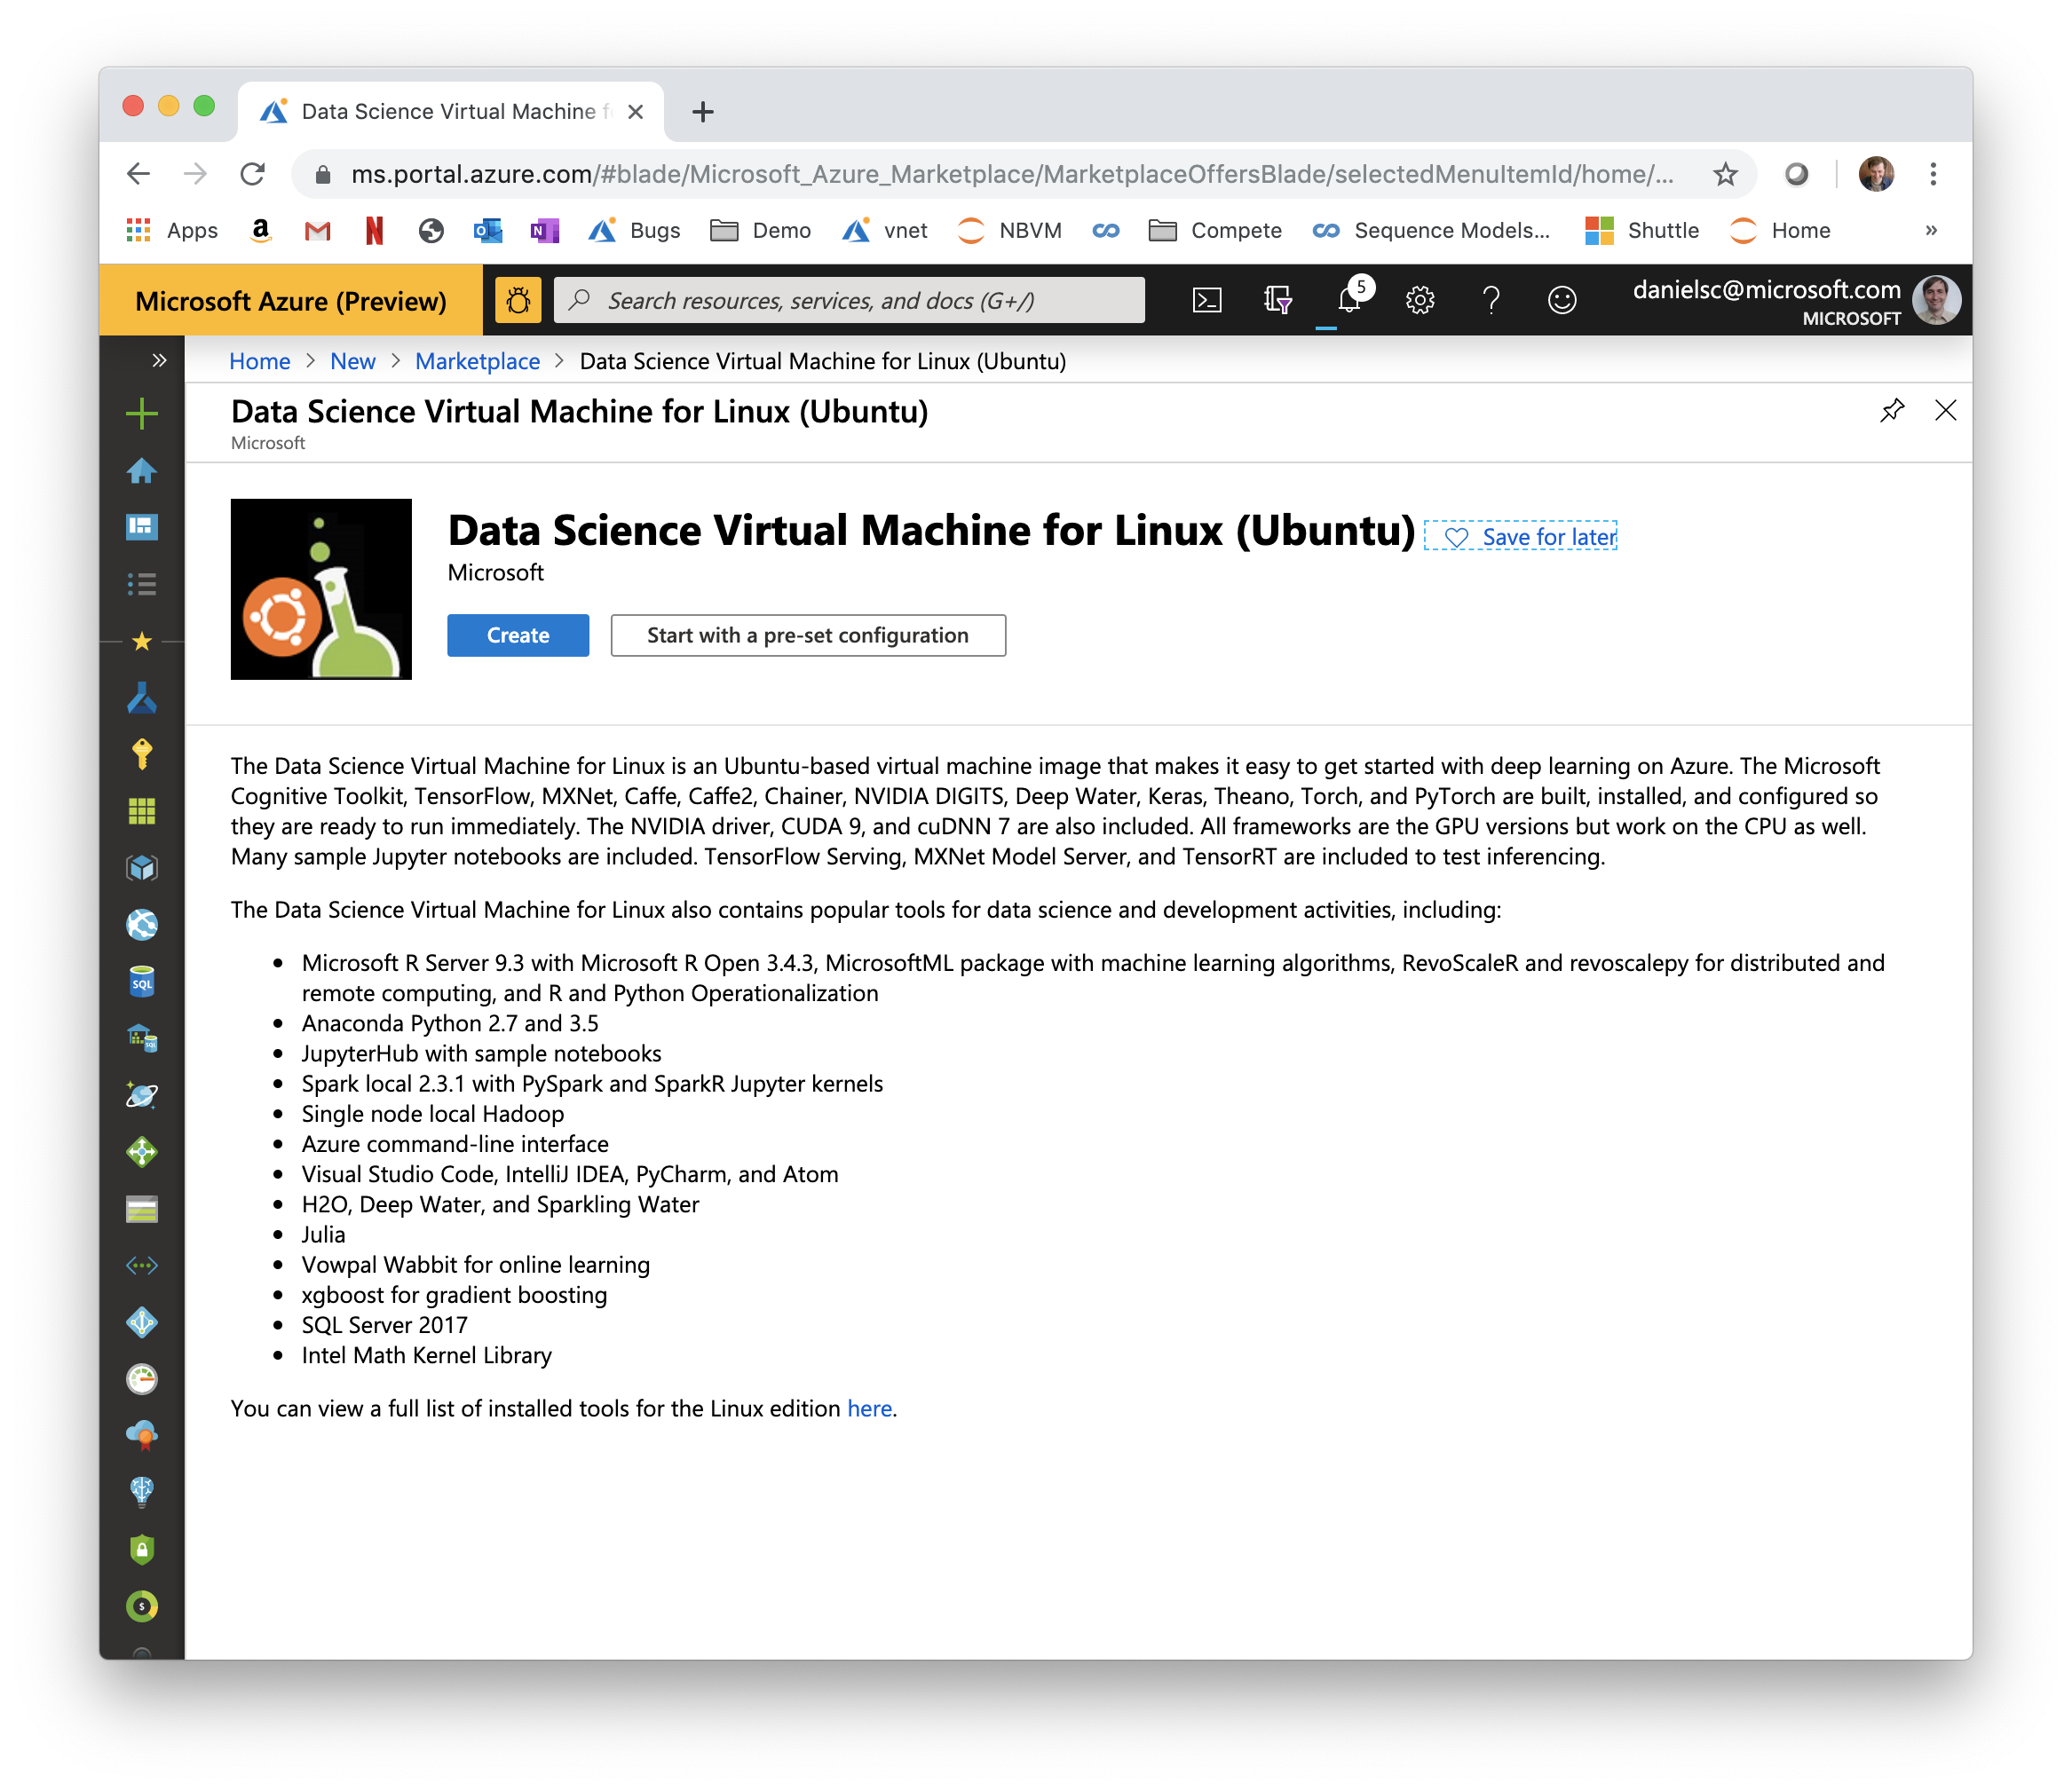 Data Science Virtual Machine f
ms.portal.azure.com/#blade/Microsoft_Azure_Marketplace/MarketplaceOffersBlade/selectedMenuItemId/home/...
Apps Bugs Demo vnet NBVM Compete Sequence Models... Shuttle Home »
Microsoft Azure (Preview)
Search resources, services, and docs (G+/)
5
danielsc@microsoft.com
MICROSOFT
Home > New > Marketplace > Data Science Virtual Machine for Linux (Ubuntu)
Data Science Virtual Machine for Linux (Ubuntu)
Microsoft
Data Science Virtual Machine for Linux (Ubuntu) Save for later
Microsoft
Create Start with a pre-set configuration
The Data Science Virtual Machine for Linux is an Ubuntu-based virtual machine image that makes it easy to get started with deep learning on Azure. The Microsoft
Cognitive Toolkit, TensorFlow, MXNet, Caffe, Caffe2, Chainer, NVIDIA DIGITS, Deep Water, Keras, Theano, Torch, and PyTorch are built, installed, and configured so
they are ready to run immediately. The NVIDIA driver, CUDA 9, and cuDNN 7 are also included. All frameworks are the GPU versions but work on the CPU as well.
Many sample Jupyter notebooks are included. TensorFlow Serving, MXNet Model Server, and TensorRT are included to test inferencing.
The Data Science Virtual Machine for Linux also contains popular tools for data science and development activities, including:
• Microsoft R Server 9.3 with Microsoft R Open 3.4.3, MicrosoftML package with machine learning algorithms, RevoScaleR and revoscalepy for distributed and
remote computing, and R and Python Operationalization
• Anaconda Python 2.7 and 3.5
• JupyterHub with sample notebooks
• Spark local 2.3.1 with PySpark and SparkR Jupyter kernels
• Single node local Hadoop
• Azure command-line interface
• Visual Studio Code, IntelliJ IDEA, PyCharm, and Atom
• H2O, Deep Water, and Sparkling Water
• Julia
• Vowpal Wabbit for online learning
• xgboost for gradient boosting
• SQL Server 2017
• Intel Math Kernel Library
You can view a full list of installed tools for the Linux edition here.
SQL
SQL